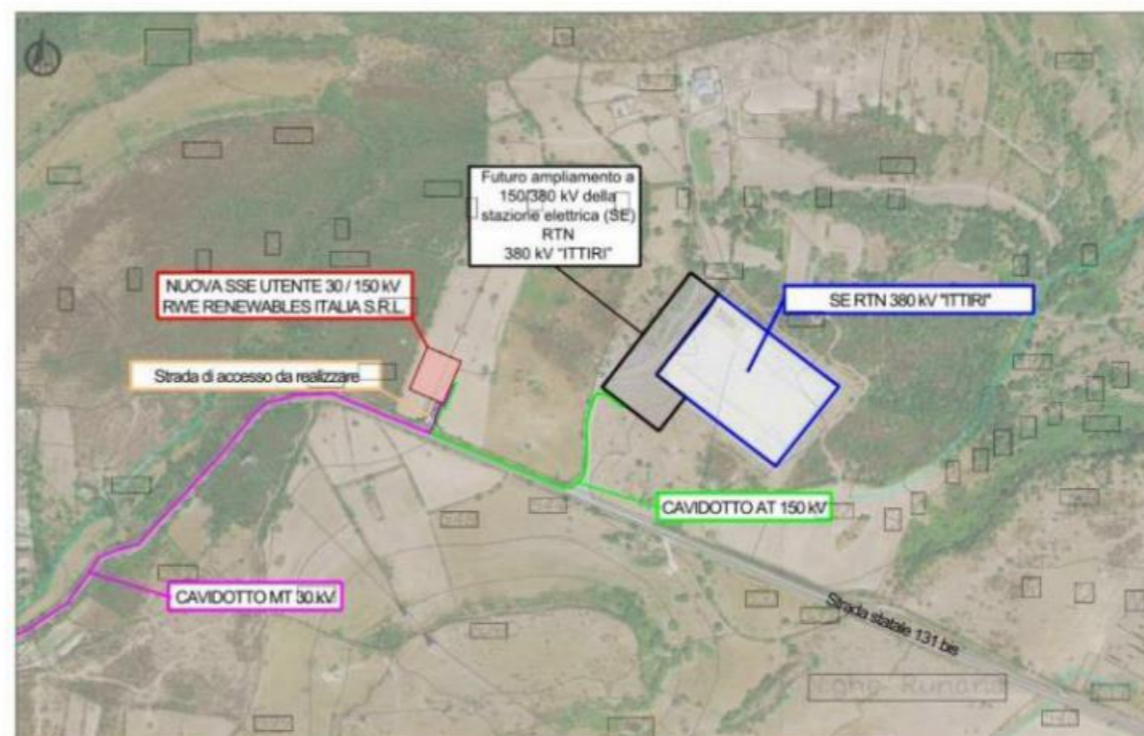 Futuro ampliamento a
150/380 kV della
stazione elettrica (SE)
RTN
380 kV "ITTIRI"
NUOVA SSE UTENTE 30 / 150 kV
RWE RENEWABLES ITALIA S.R.L.
SE RTN 380 kV "ITTIRI"
Strada di accesso da realizzare
CAVIDOTTO AT 150 kV
CAVIDOTTO MT 30 kV
Strada statale 131 bis